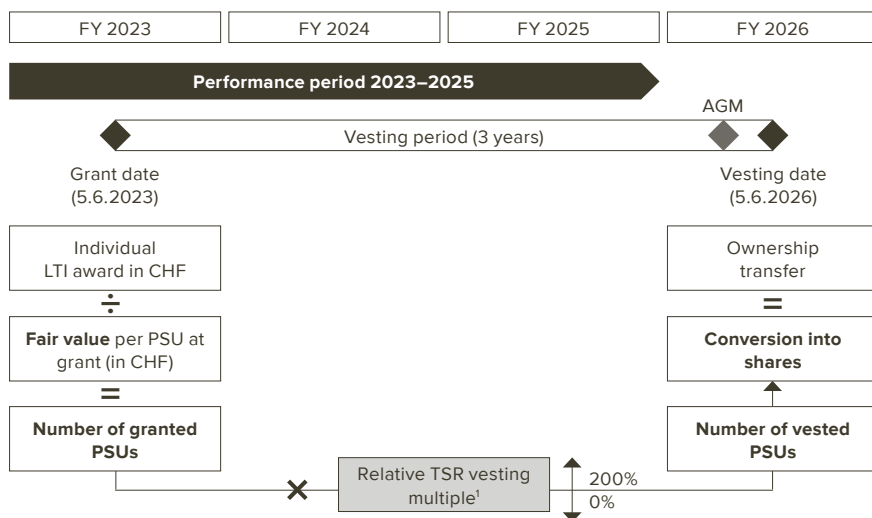 FY 2023
FY 2024
FY 2025
FY 2026
Performance period 2023–2025
AGM
Vesting period (3 years)
Grant date
(5.6.2023)
Vesting date
(5.6.2026)
Individual
LTI award in CHF
÷
Fair value per PSU at
grant (in CHF)
=
Number of granted
PSUs
Ownership
transfer
=
Conversion into
shares
Number of vested
PSUs
×
Relative TSR vesting
multiple¹
200%
0%